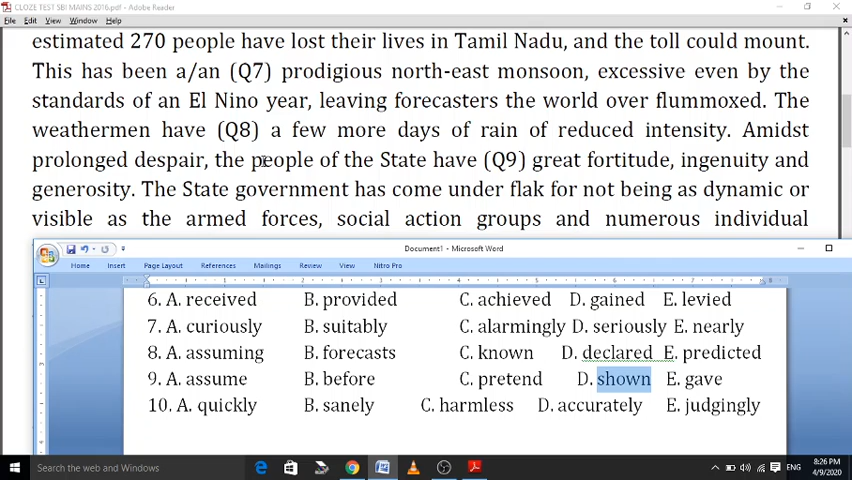 CLOZE TEST SBI MAINS 2016.pdf - Adobe Reader
File Edit View Window Help
estimated 270 people have lost their lives in Tamil Nadu, and the toll could mount.
This has been a/an (Q7) prodigious north-east monsoon, excessive even by the
standards of an El Nino year, leaving forecasters the world over flummoxed. The
weathermen have (Q8) a few more days of rain of reduced intensity. Amidst
prolonged despair, the people of the State have (Q9) great fortitude, ingenuity and
generosity. The State government has come under flak for not being as dynamic or
visible as the armed forces, social action groups and numerous individual
Document1 - Microsoft Word
Home Insert Page Layout References Mailings Review View Nitro Pro
6. A. received B. provided C. achieved D. gained E. levied
7. A. curiously B. suitably C. alarmingly D. seriously E. nearly
8. A. assuming B. forecasts C. known D. declared E. predicted
9. A. assume B. before C. pretend D. shown E. gave
10. A. quickly B. sanely C. harmless D. accurately E. judgingly
Search the web and Windows
ENG
8:26 PM
4/9/2020